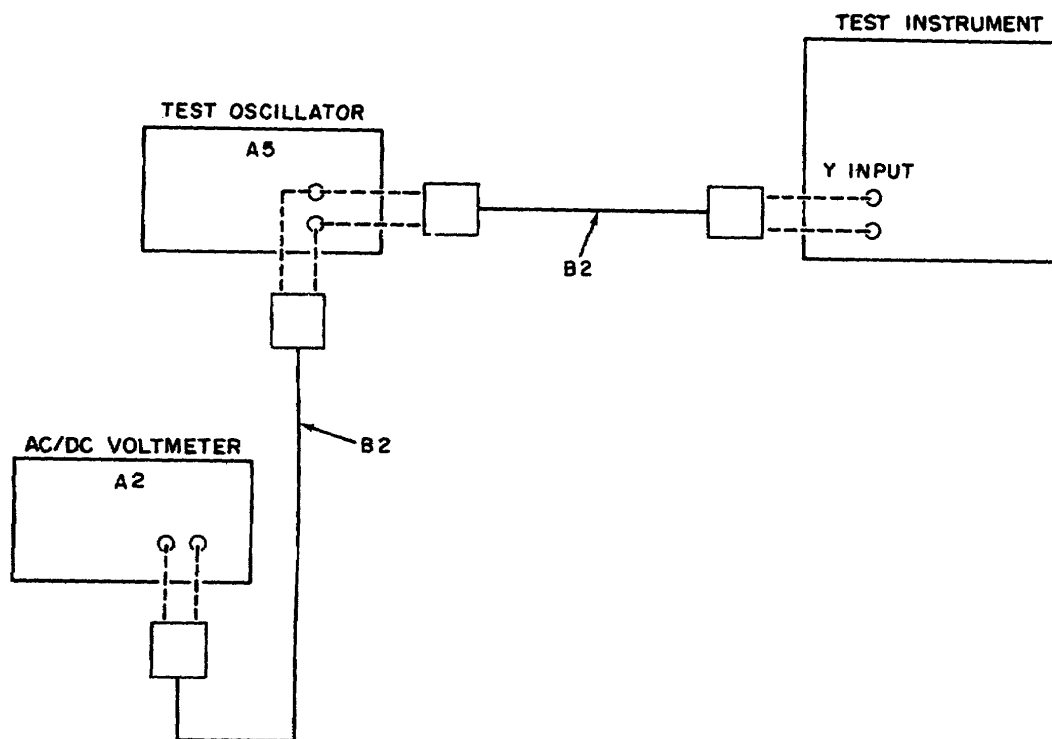 TEST INSTRUMENT
TEST OSCILLATOR
A5
Y INPUT
B2
B2
AC/DC VOLTMETER
A2